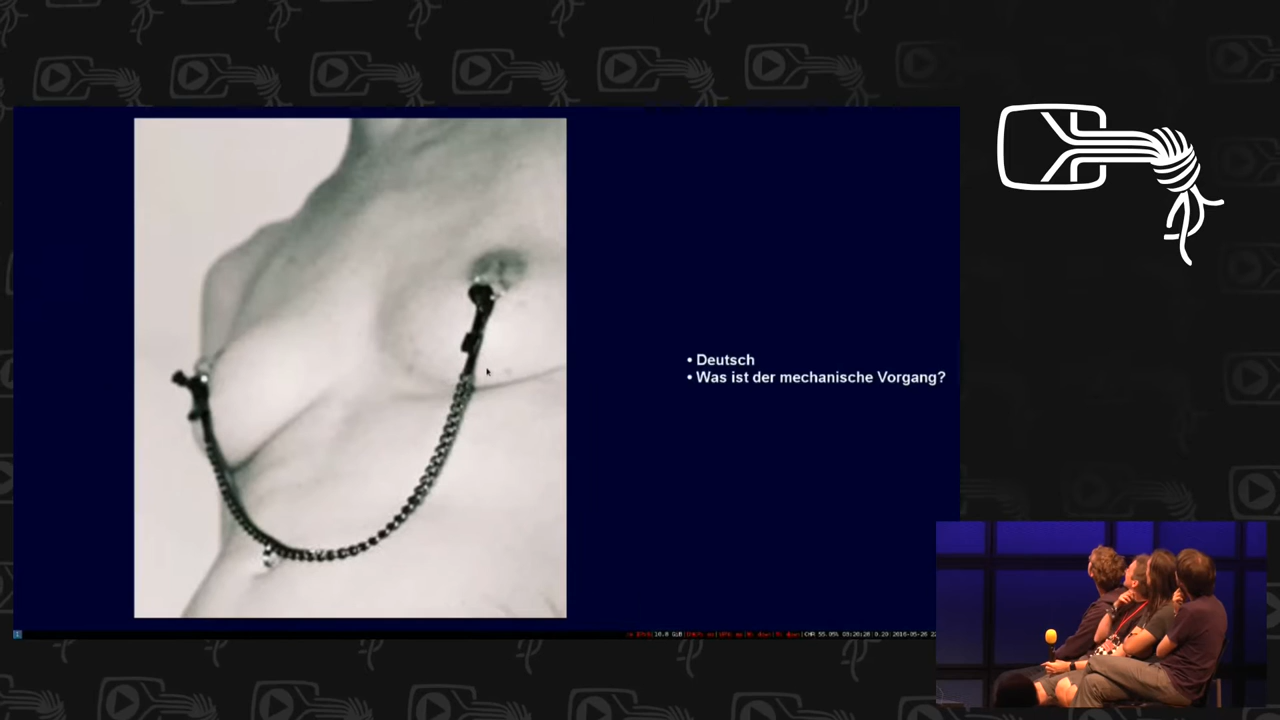 • Deutsch
• Was ist der mechanische Vorgang?